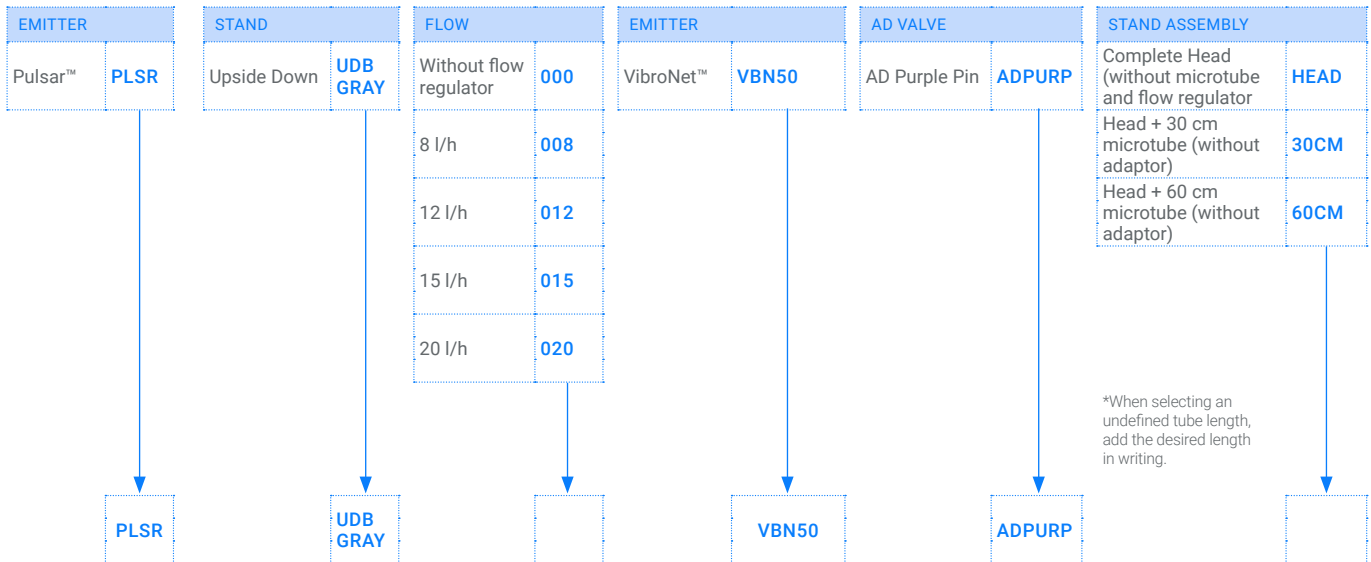 EMITTER
STAND
FLOW
EMITTER
AD VALVE
STAND ASSEMBLY
Pulsar™
PLSR
Upside Down
UDB
GRAY
Without flow
regulator
000
VibroNet™
VBN50
AD Purple Pin
ADPURP
Complete Head
(without microtube
and flow regulator
HEAD
8 l/h
008
Head + 30 cm
microtube (without
adaptor)
30CM
12 l/h
012
Head + 60 cm
microtube (without
adaptor)
60CM
15 l/h
015
20 l/h
020
*When selecting an
undefined tube length,
add the desired length
in writing.
PLSR
UDB
GRAY
VBN50
ADPURP